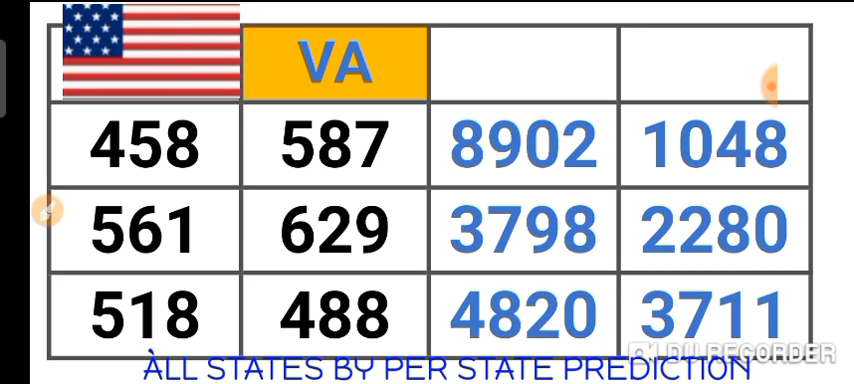 VA
458 587 8902 1048
561 629 3798 2280
518 488 4820 3711
DU RECORDER
ÀLL STATES BY PER STATE PREDICTION